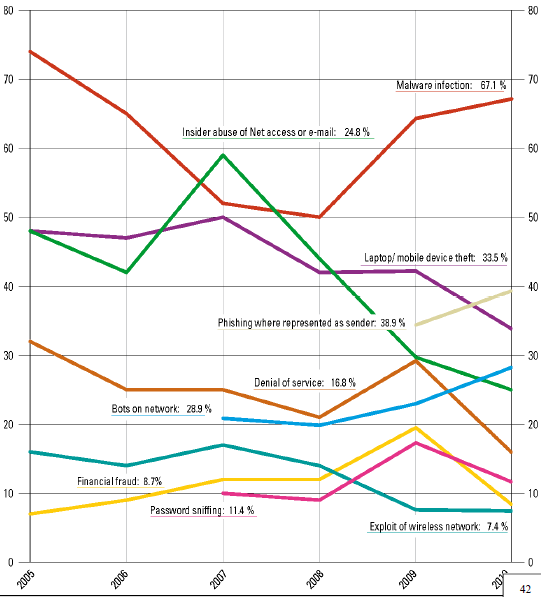 80 80
70 70
Malware infection: 67.1 %
Insider abuse of Net access or e-mail: 24.8 %
60 60
50 50
Laptop/ mobile device theft: 33.5 %
40 40
Phishing where represented as sender: 38.9 %
30 30
Denial of service: 16.8 %
Bots on network: 28.9 %
20 20
Financial fraud: 8.7%
10 10
Password sniffing: 11.4 %
Exploit of wireless network: 7.4 %
0 0
2005 2006 2007 2008 2009
42